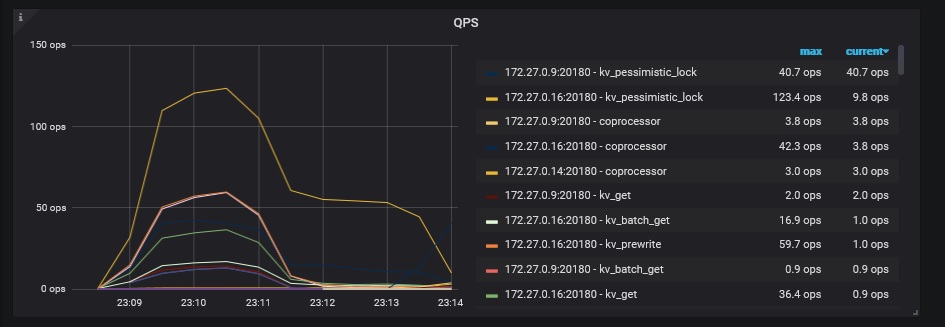 QPS
150 ops
100 ops
50 ops
0 ops
23:09 23:10 23:11 23:12 23:13 23:14
max current
172.27.0.9:20180 - kv_pessimistic_lock 40.7 ops 40.7 ops
172.27.0.16:20180 - kv_pessimistic_lock 123.4 ops 9.8 ops
172.27.0.9:20180 - coprocessor 3.8 ops 3.8 ops
172.27.0.16:20180 - coprocessor 42.3 ops 3.8 ops
172.27.0.14:20180 - coprocessor 3.0 ops 3.0 ops
172.27.0.9:20180 - kv_get 2.0 ops 2.0 ops
172.27.0.16:20180 - kv_batch_get 16.9 ops 1.0 ops
172.27.0.16:20180 - kv_prewrite 59.7 ops 1.0 ops
172.27.0.9:20180 - kv_batch_get 0.9 ops 0.9 ops
172.27.0.16:20180 - kv_get 36.4 ops 0.9 ops